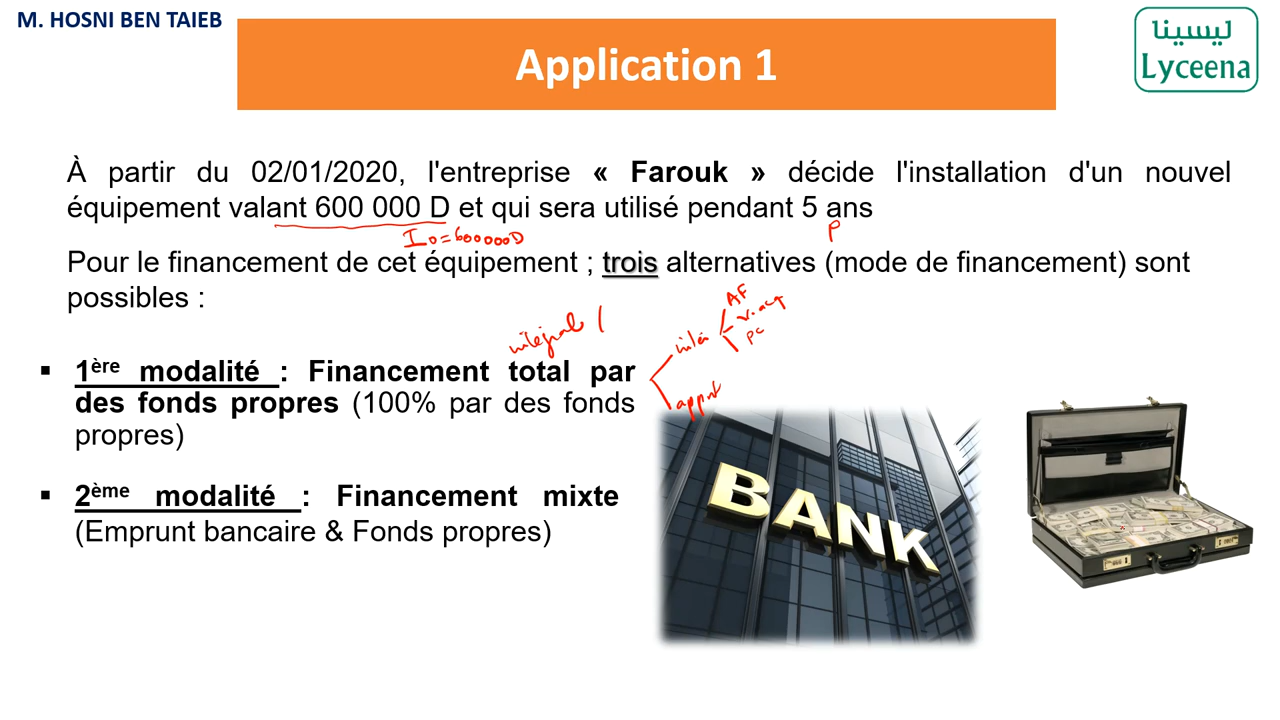 M. HOSNI BEN TAIEB
Application 1
ليسينا
Lyceena
À partir du 02/01/2020, l'entreprise « Farouk » décide l'installation d'un nouvel
équipement valant 600 000 D et qui sera utilisé pendant 5 ans
I0=600000D
P
Pour le financement de cet équipement ; trois alternatives (mode de financement) sont
possibles :
AF
intégrale
PC
1ère modalité : Financement total par
des fonds propres (100% par des fonds
propres)
apport
2ème modalité : Financement mixte
(Emprunt bancaire & Fonds propres)
BANK